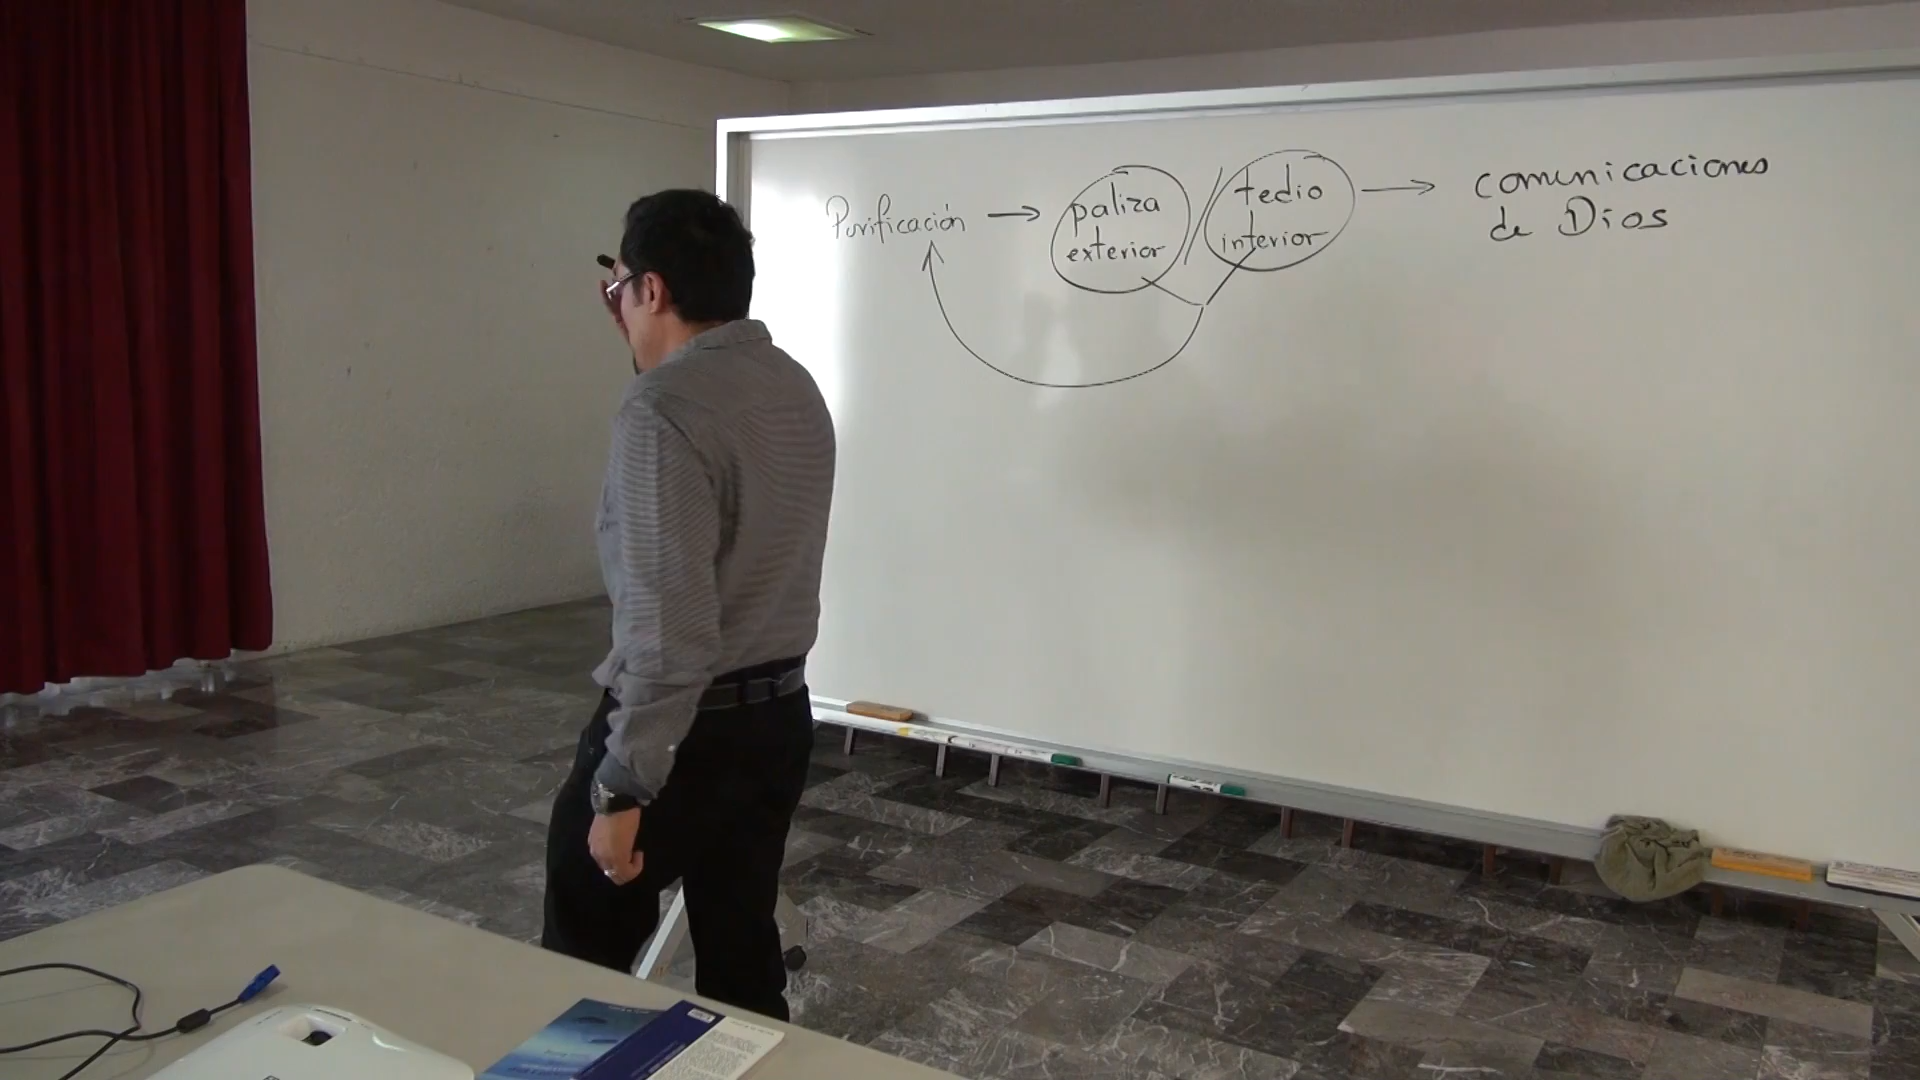 Purificación → paliza exterior / tedio interior → comunicaciones de Dios